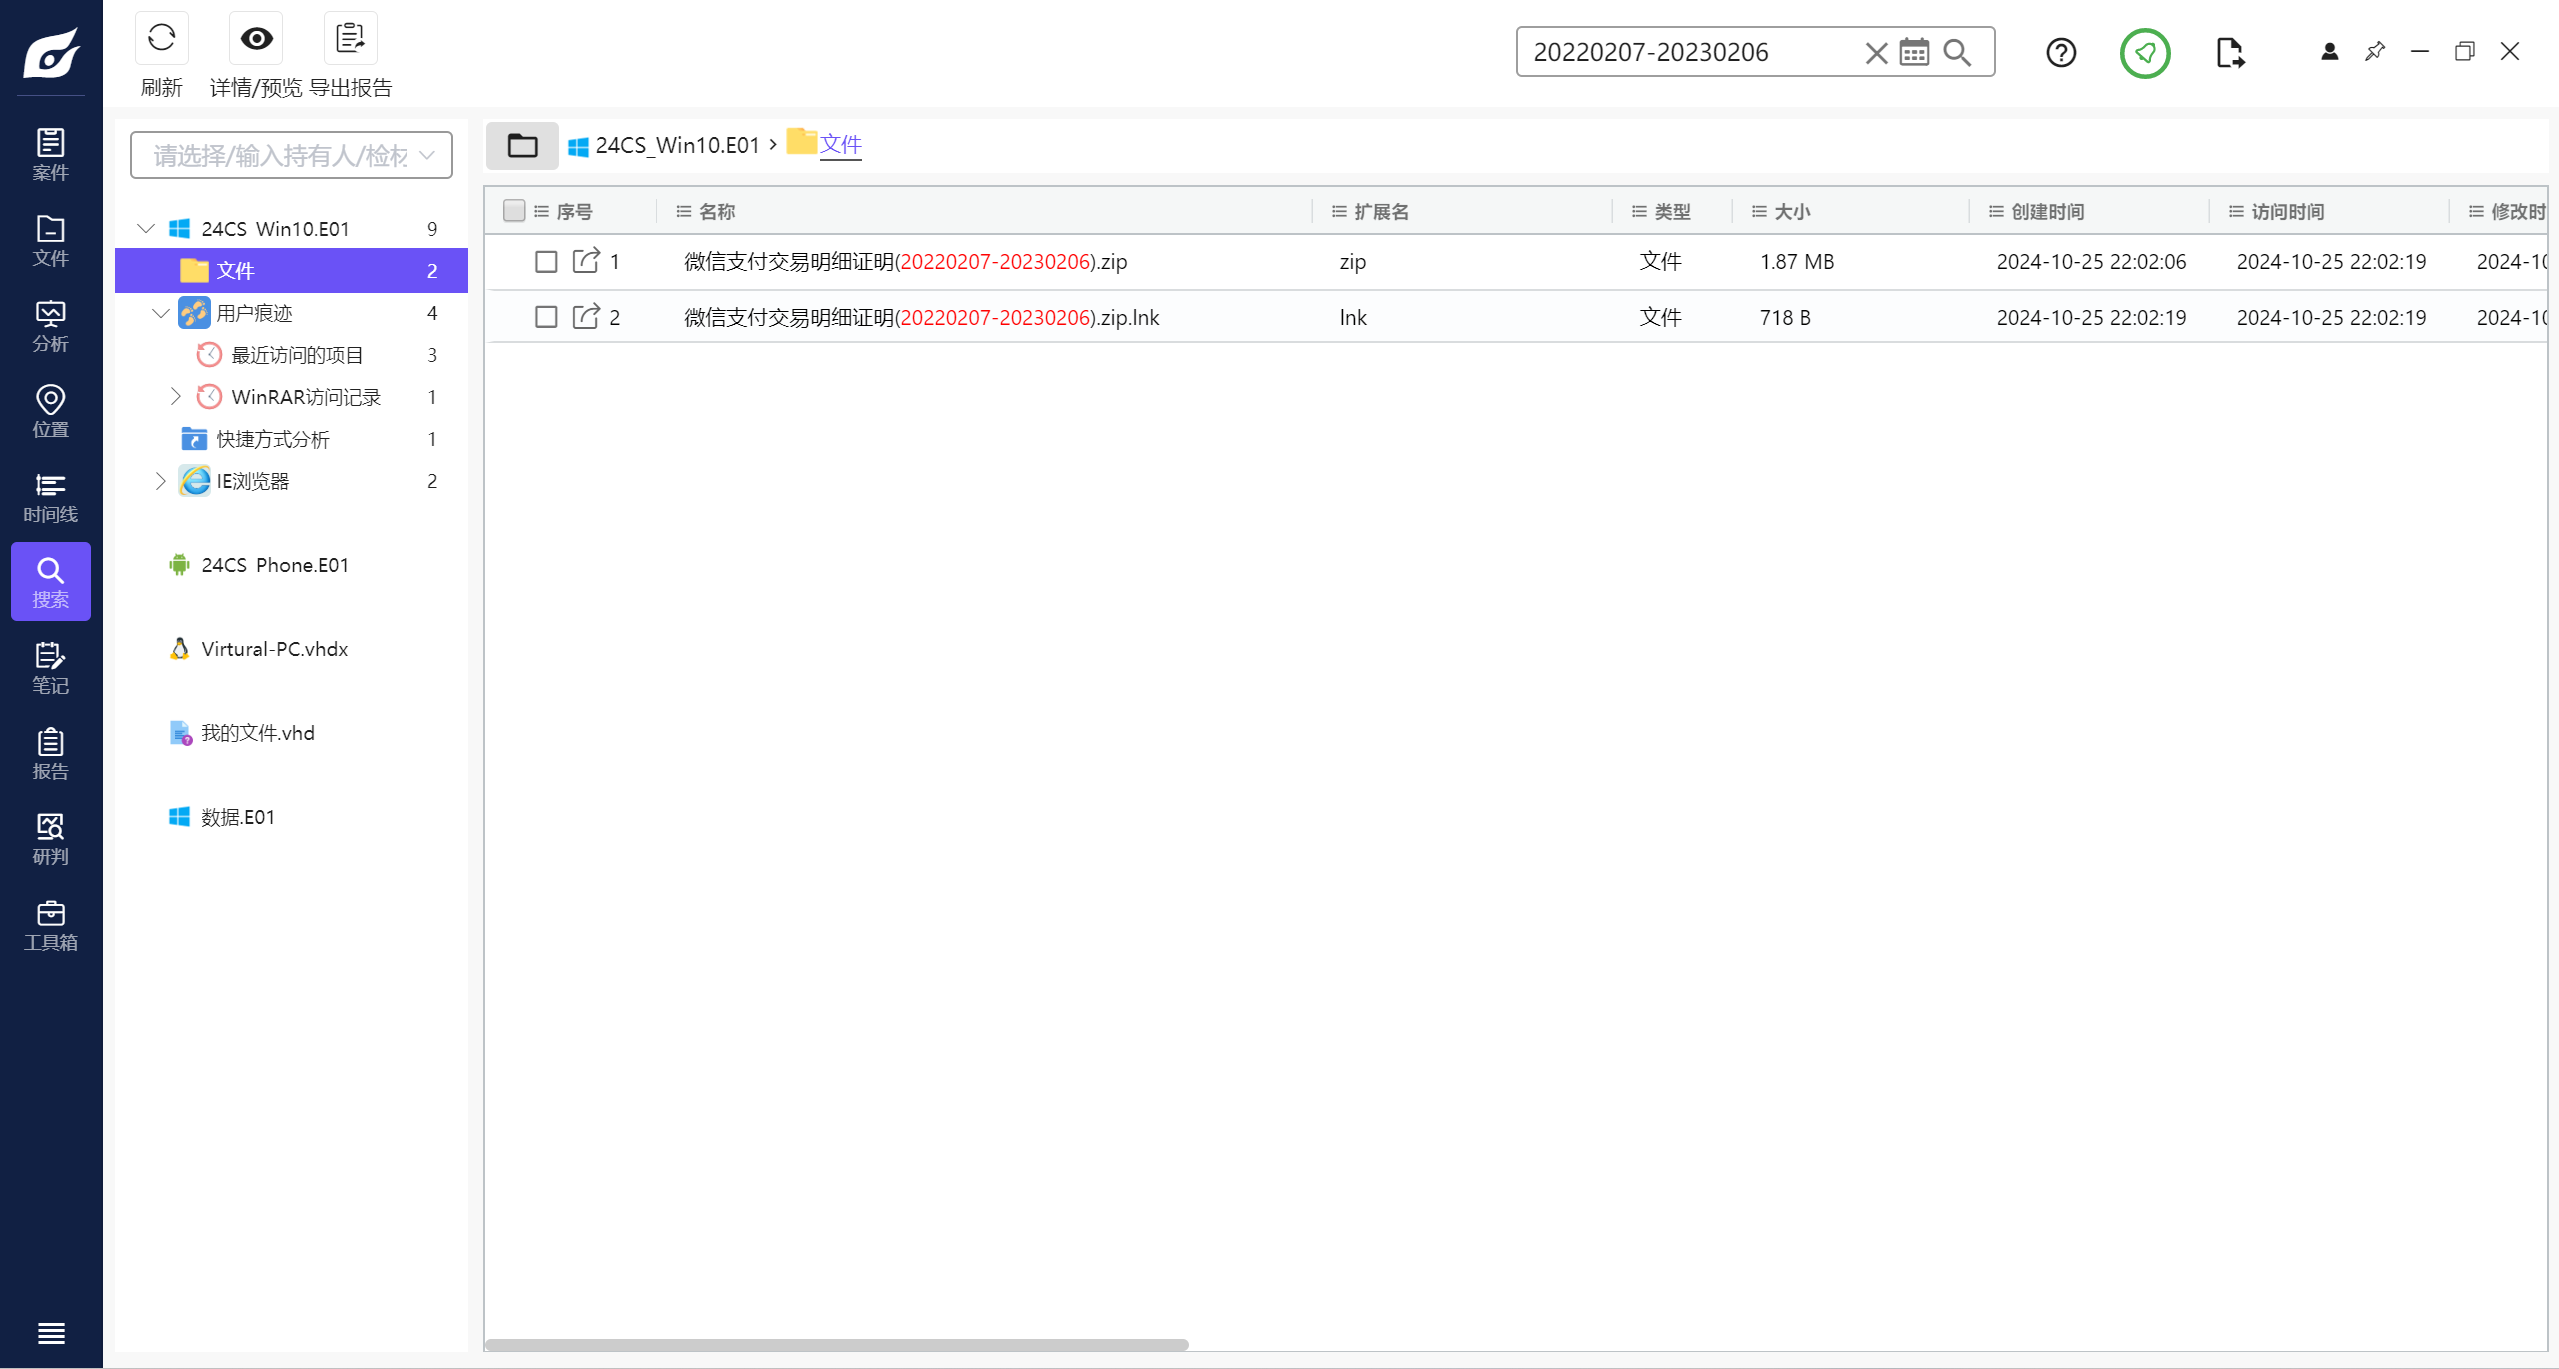 刷新
详情/预览
导出报告
20220207-20230206
案件
文件
分析
位置
时间线
搜索
笔记
报告
研判
工具箱
请选择/输入持有人/检材
24CS_Win10.E01 9
文件 2
用户痕迹 4
最近访问的项目 3
WinRAR访问记录 1
快捷方式分析 1
IE浏览器 2
24CS_Phone.E01
Virtural-PC.vhdx
我的文件.vhd
数据.E01
24CS_Win10.E01 › 文件
序号 名称 扩展名 类型 大小 创建时间 访问时间 修改时
1 微信支付交易明细证明(20220207-20230206).zip zip 文件 1.87 MB 2024-10-25 22:02:06 2024-10-25 22:02:19 2024-10
2 微信支付交易明细证明(20220207-20230206).zip.lnk lnk 文件 718 B 2024-10-25 22:02:19 2024-10-25 22:02:19 2024-10